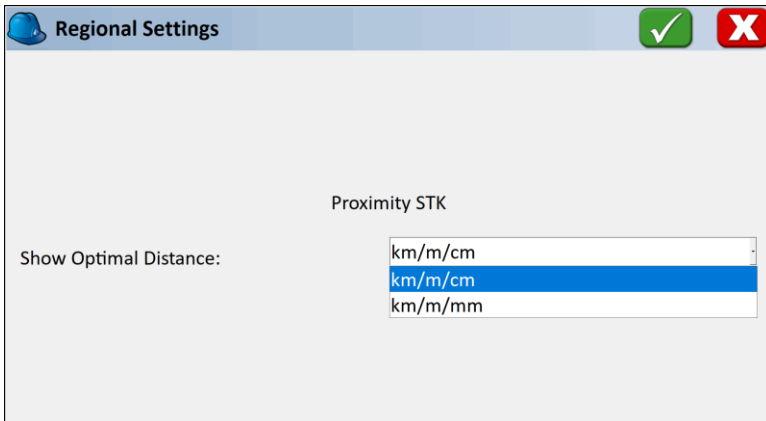 Regional Settings
Proximity STK
Show Optimal Distance:
km/m/cm
km/m/cm
km/m/mm